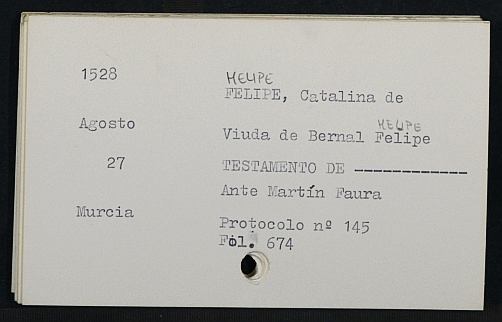 1528
HELIPE
FELIPE, Catalina de
Agosto
HELIPE
Viuda de Bernal Felipe
27
TESTAMENTO DE ------------
Ante Martín Faura
Murcia
Protocolo nº 145
Fol. 674